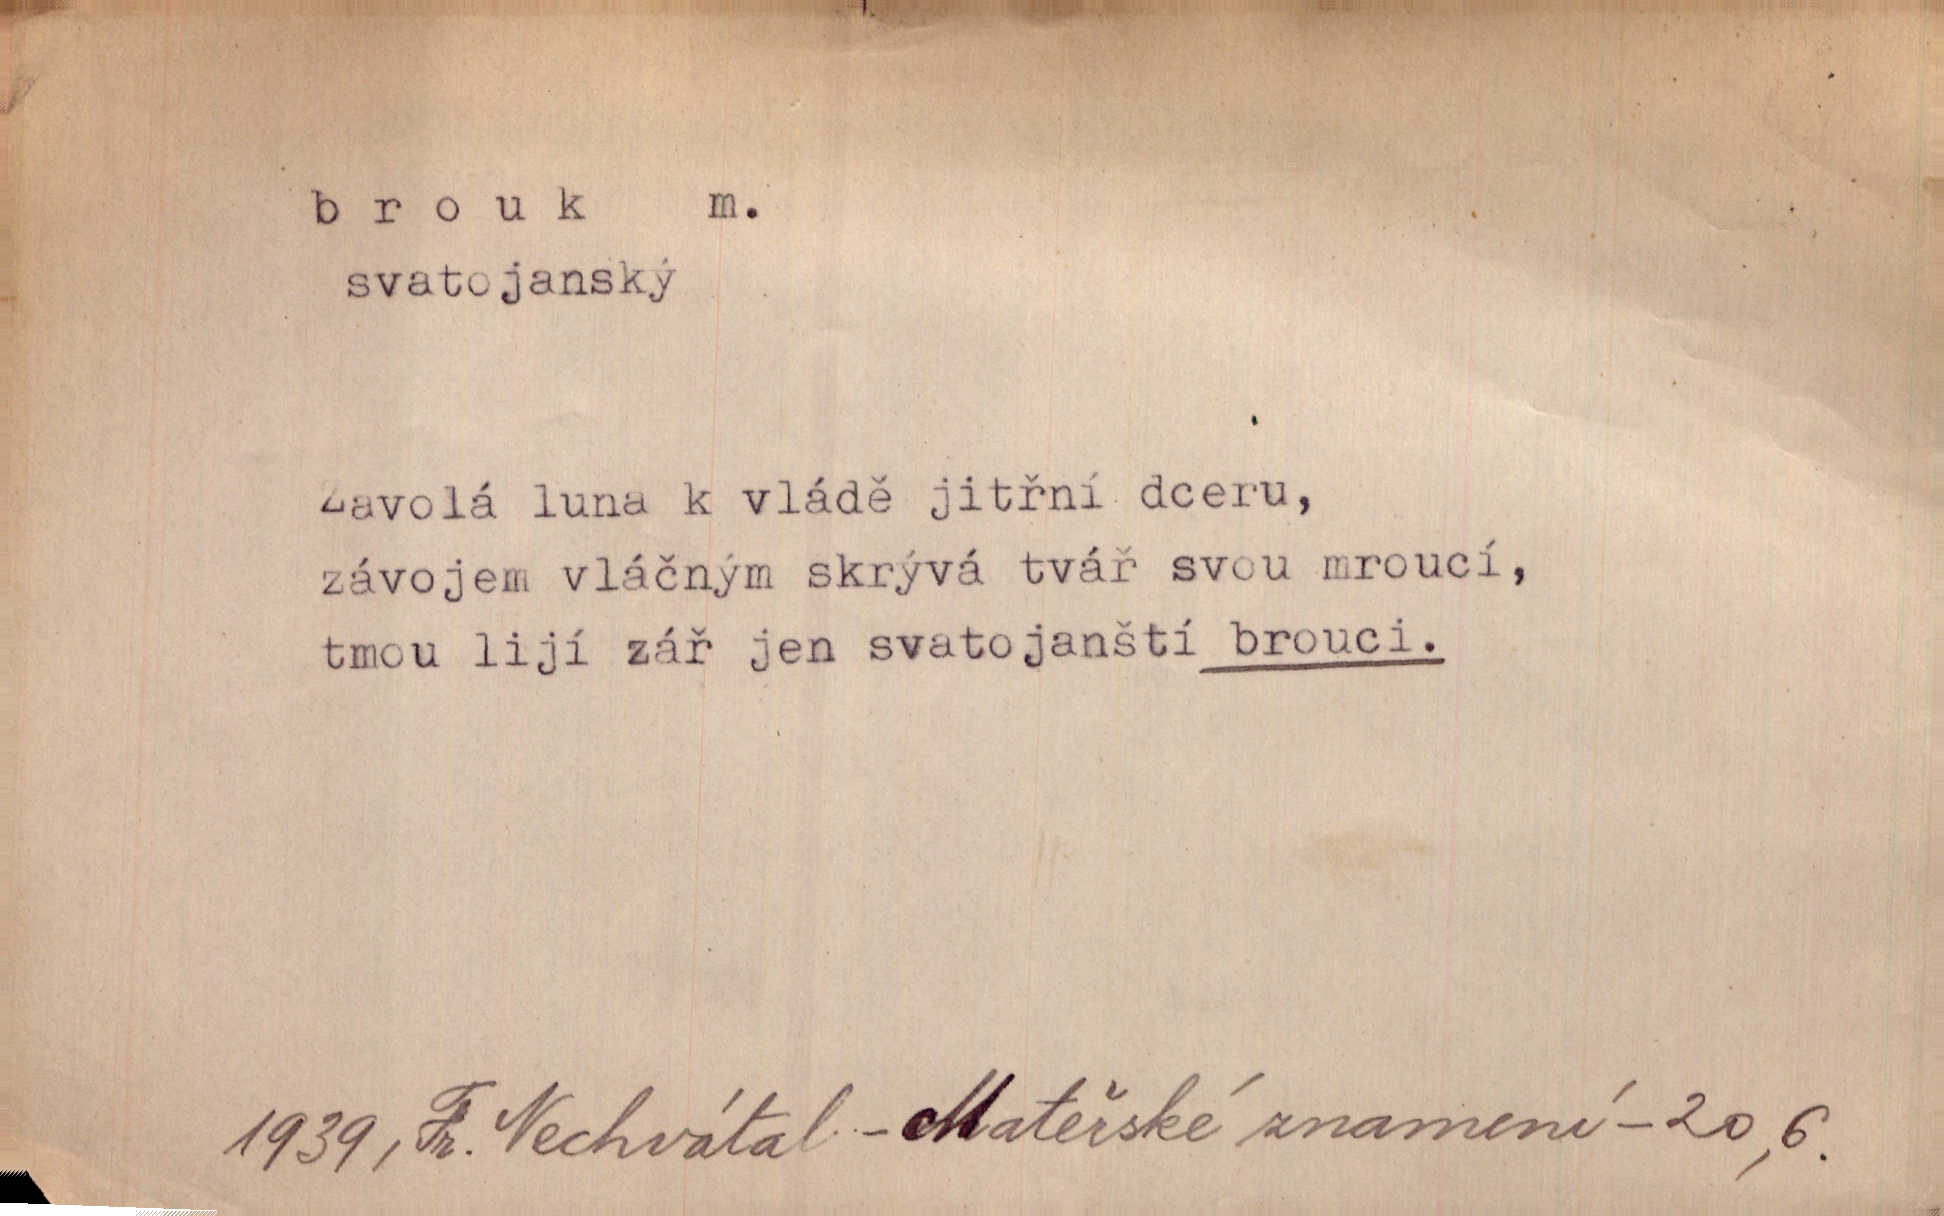 brouk m.
svatojanský
Zavolá luna k vládě jitřní dceru,
závojem vláčným skrývá tvář svou mroucí,
tmou lijí zář jen svatojanští brouci.
1939, Fr. Nechvátal - Mateřské znamení - 20,6.